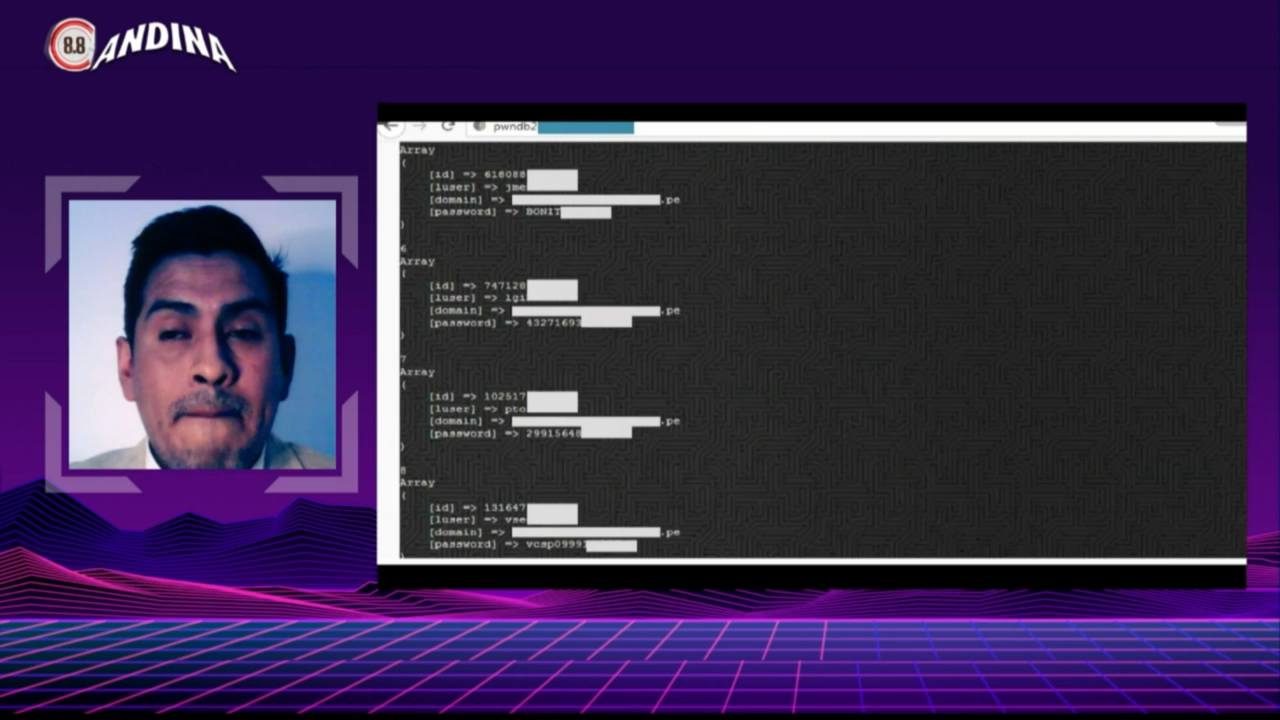 8.8 ANDINA
pwndb2
Array
(
[id] => 618088
[luser] => jme
[domain] => .pe
[password] => BONIT
)
6
Array
(
[id] => 747128
[luser] => lgi
[domain] => .pe
[password] => 43271693
)
7
Array
(
[id] => 102517
[luser] => pto
[domain] => .pe
[password] => 29915648
)
8
Array
(
[id] => 131647
[luser] => vse
[domain] => .pe
[password] => vcsp0999
)